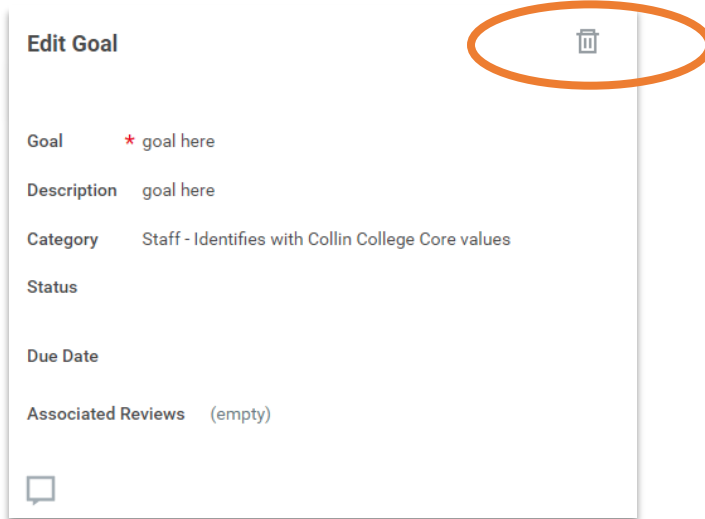 Edit Goal
Goal * goal here
Description goal here
Category Staff - Identifies with Collin College Core values
Status
Due Date
Associated Reviews (empty)